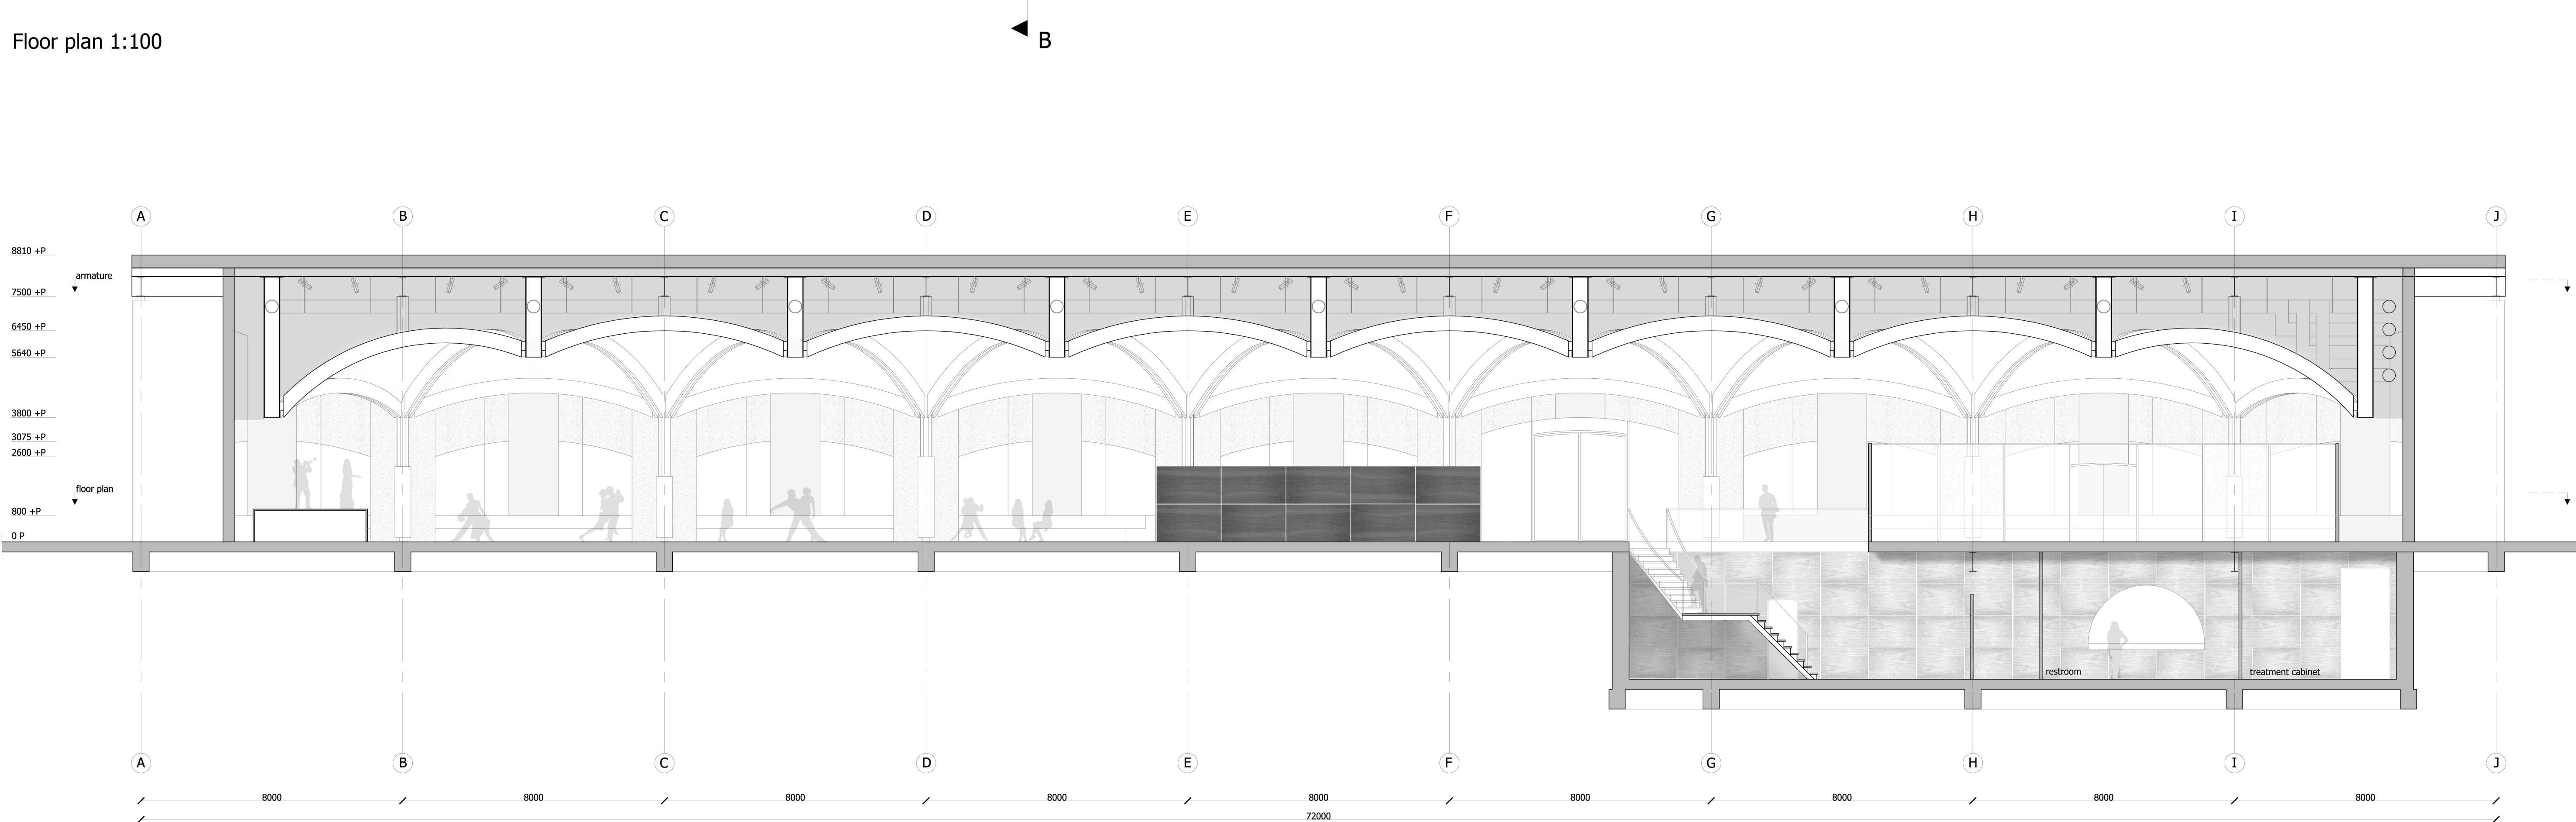 Floor plan 1:100
B
A B C D E F G H I J
8810 +P
armature
7500 +P
6450 +P
5640 +P
3800 +P
3075 +P
2600 +P
floor plan
800 +P
0 P
restroom
treatment cabinet
A B C D E F G H I J
8000 8000 8000 8000 8000 8000 8000 8000 8000
72000